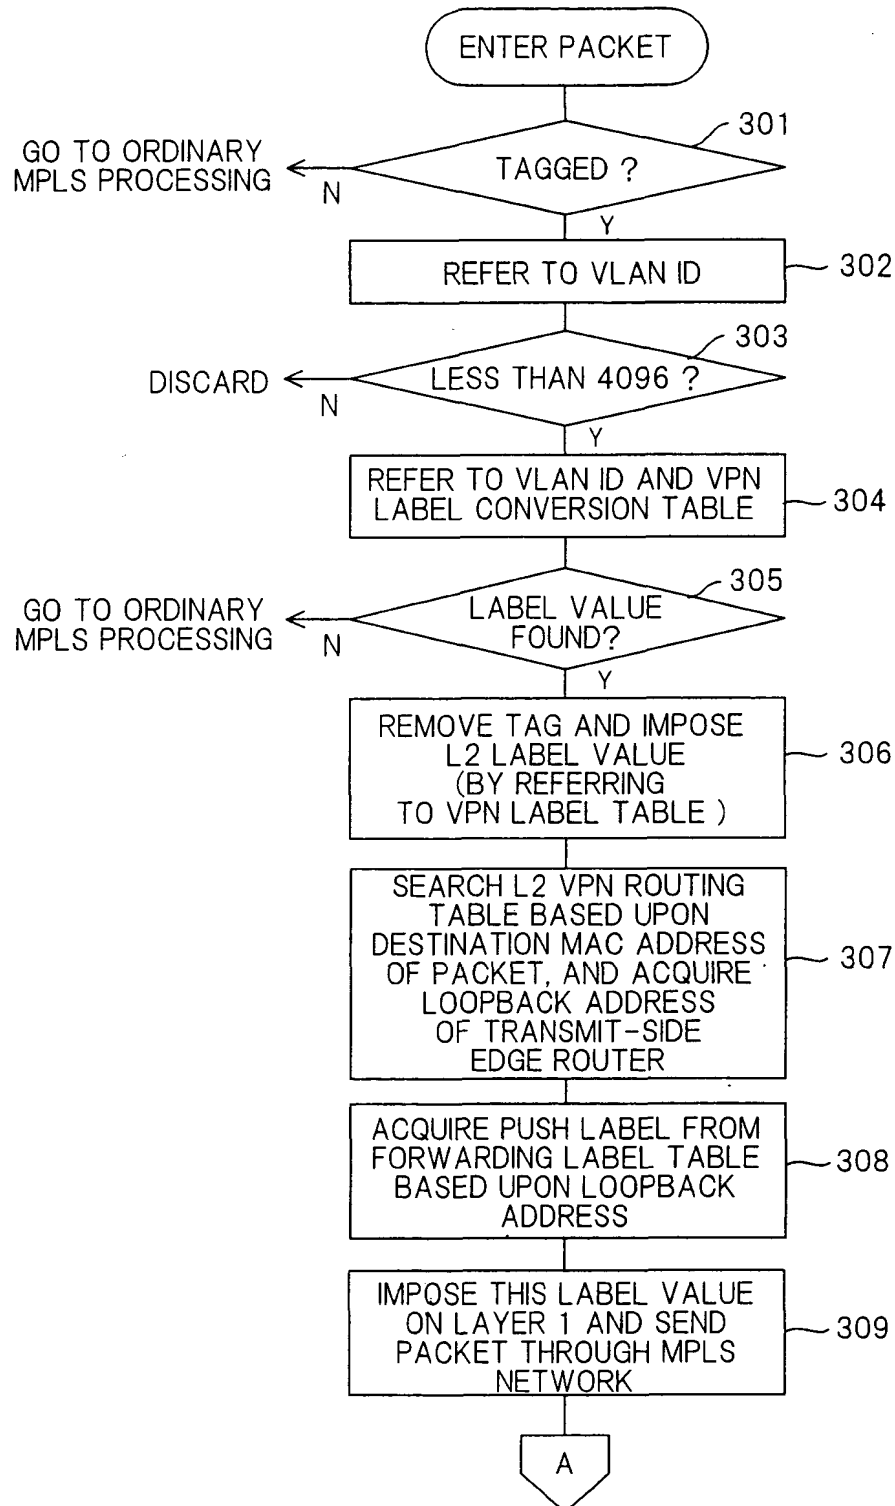 ENTER PACKET
301
GO TO ORDINARY
MPLS PROCESSING
N
TAGGED ?
Y
REFER TO VLAN ID
302
303
DISCARD
N
LESS THAN 4096 ?
Y
REFER TO VLAN ID AND VPN
LABEL CONVERSION TABLE
304
305
GO TO ORDINARY
MPLS PROCESSING
N
LABEL VALUE
FOUND?
Y
REMOVE TAG AND IMPOSE
L2 LABEL VALUE
(BY REFERRING
TO VPN LABEL TABLE )
306
SEARCH L2 VPN ROUTING
TABLE BASED UPON
DESTINATION MAC ADDRESS
OF PACKET, AND ACQUIRE
LOOPBACK ADDRESS
OF TRANSMIT-SIDE
EDGE ROUTER
307
ACQUIRE PUSH LABEL FROM
FORWARDING LABEL TABLE
BASED UPON LOOPBACK
ADDRESS
308
IMPOSE THIS LABEL VALUE
ON LAYER 1 AND SEND
PACKET THROUGH MPLS
NETWORK
309
A